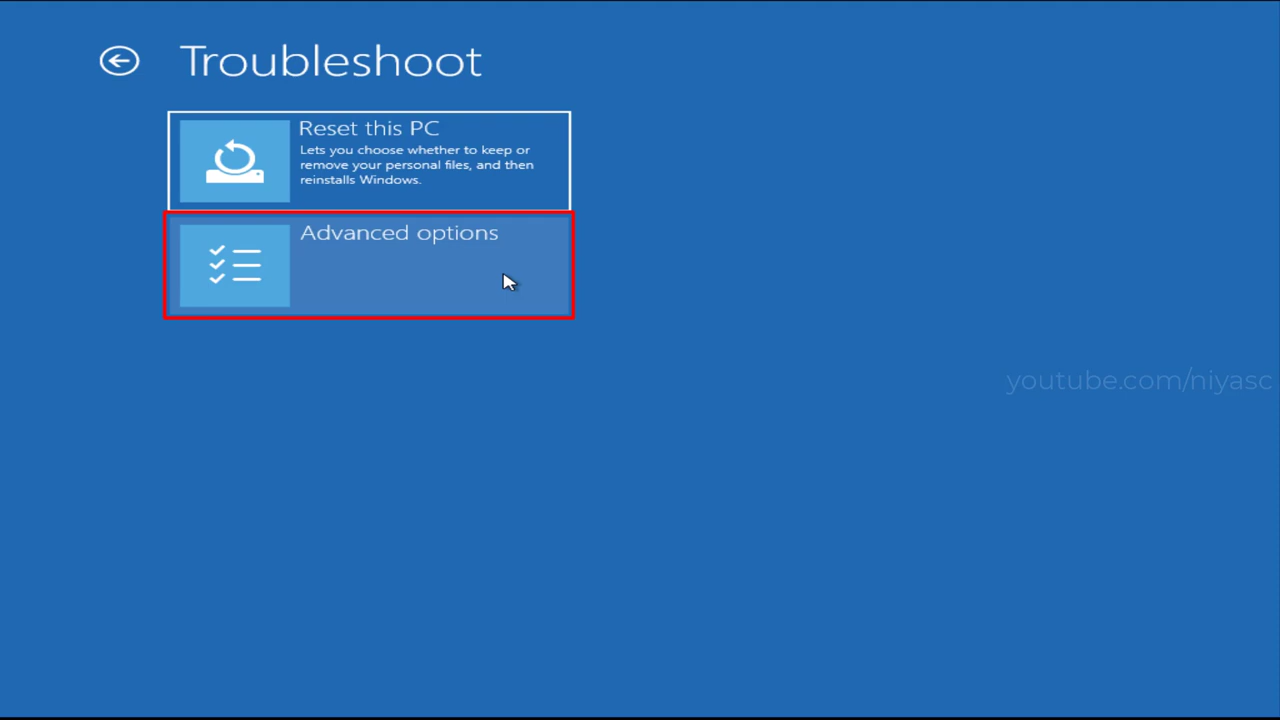 Troubleshoot
Reset this PC
Lets you choose whether to keep or
remove your personal files, and then
reinstalls Windows.
Advanced options
youtube.com/niyasc